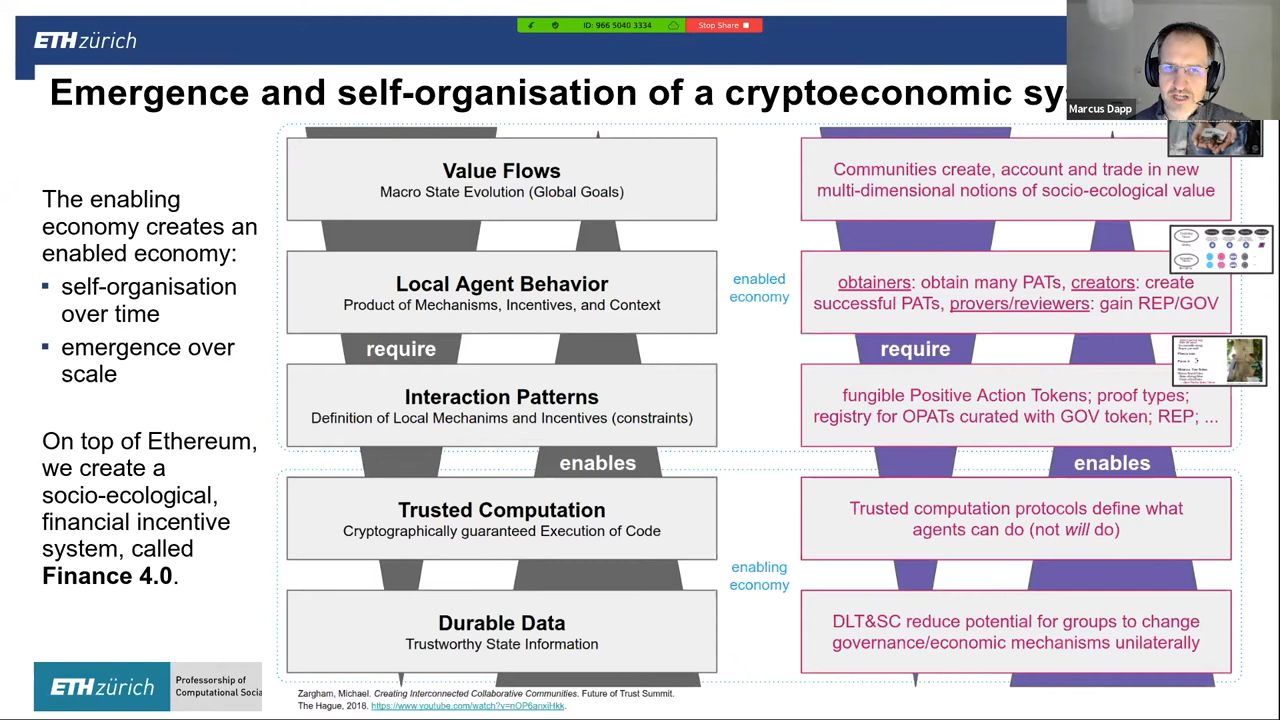 ID: 966 5040 3334
Stop Share
ETH zürich
Marcus Dapp
Emergence and self-organisation of a cryptoeconomic sy
The enabling
economy creates an
enabled economy:
▪ self-organisation
over time
▪ emergence over
scale
On top of Ethereum,
we create a
socio-ecological,
financial incentive
system, called
Finance 4.0.
Value Flows
Macro State Evolution (Global Goals)
Local Agent Behavior
Product of Mechanisms, Incentives, and Context
require
Interaction Patterns
Definition of Local Mechanims and Incentives (constraints)
enables
Trusted Computation
Cryptographically guaranteed Execution of Code
Durable Data
Trustworthy State Information
enabled
economy
enabling
economy
Communities create, account and trade in new
multi-dimensional notions of socio-ecological value
obtainers: obtain many PATs, creators: create
successful PATs, provers/reviewers: gain REP/GOV
require
fungible Positive Action Tokens; proof types;
registry for OPATs curated with GOV token; REP; ...
enables
Trusted computation protocols define what
agents can do (not will do)
DLT&SC reduce potential for groups to change
governance/economic mechanisms unilaterally
ETH zürich
Professorship of
Computational Socia
Zargham, Michael. Creating Interconnected Collaborative Communities. Future of Trust Summit.
The Hague, 2018. https://www.youtube.com/watch?v=nOP6anxiHkk.